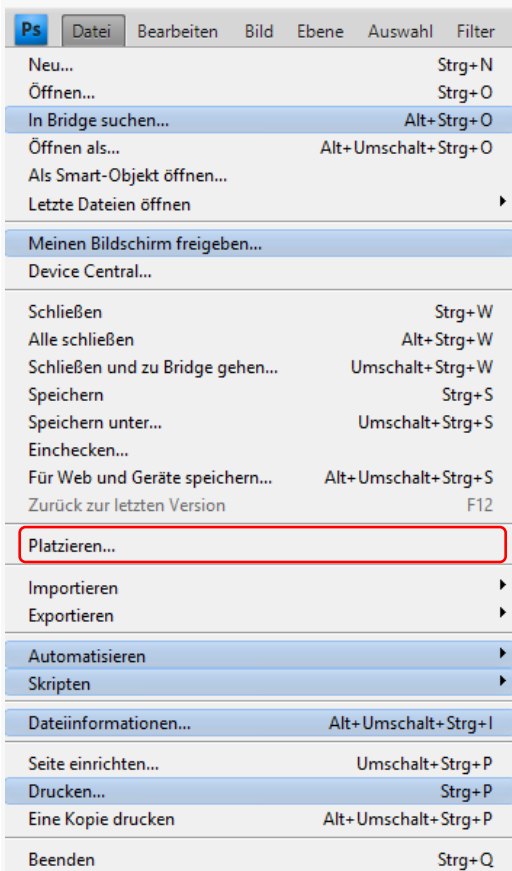 Ps Datei Bearbeiten Bild Ebene Auswahl Filter
Neu... Strg+N
Öffnen... Strg+O
In Bridge suchen... Alt+Strg+O
Öffnen als... Alt+Umschalt+Strg+O
Als Smart-Objekt öffnen...
Letzte Dateien öffnen
Meinen Bildschirm freigeben...
Device Central...
Schließen Strg+W
Alle schließen Alt+Strg+W
Schließen und zu Bridge gehen... Umschalt+Strg+W
Speichern Strg+S
Speichern unter... Umschalt+Strg+S
Einchecken...
Für Web und Geräte speichern... Alt+Umschalt+Strg+S
Zurück zur letzten Version F12
Platzieren...
Importieren
Exportieren
Automatisieren
Skripten
Dateiinformationen... Alt+Umschalt+Strg+I
Seite einrichten... Umschalt+Strg+P
Drucken... Strg+P
Eine Kopie drucken Alt+Umschalt+Strg+P
Beenden Strg+Q